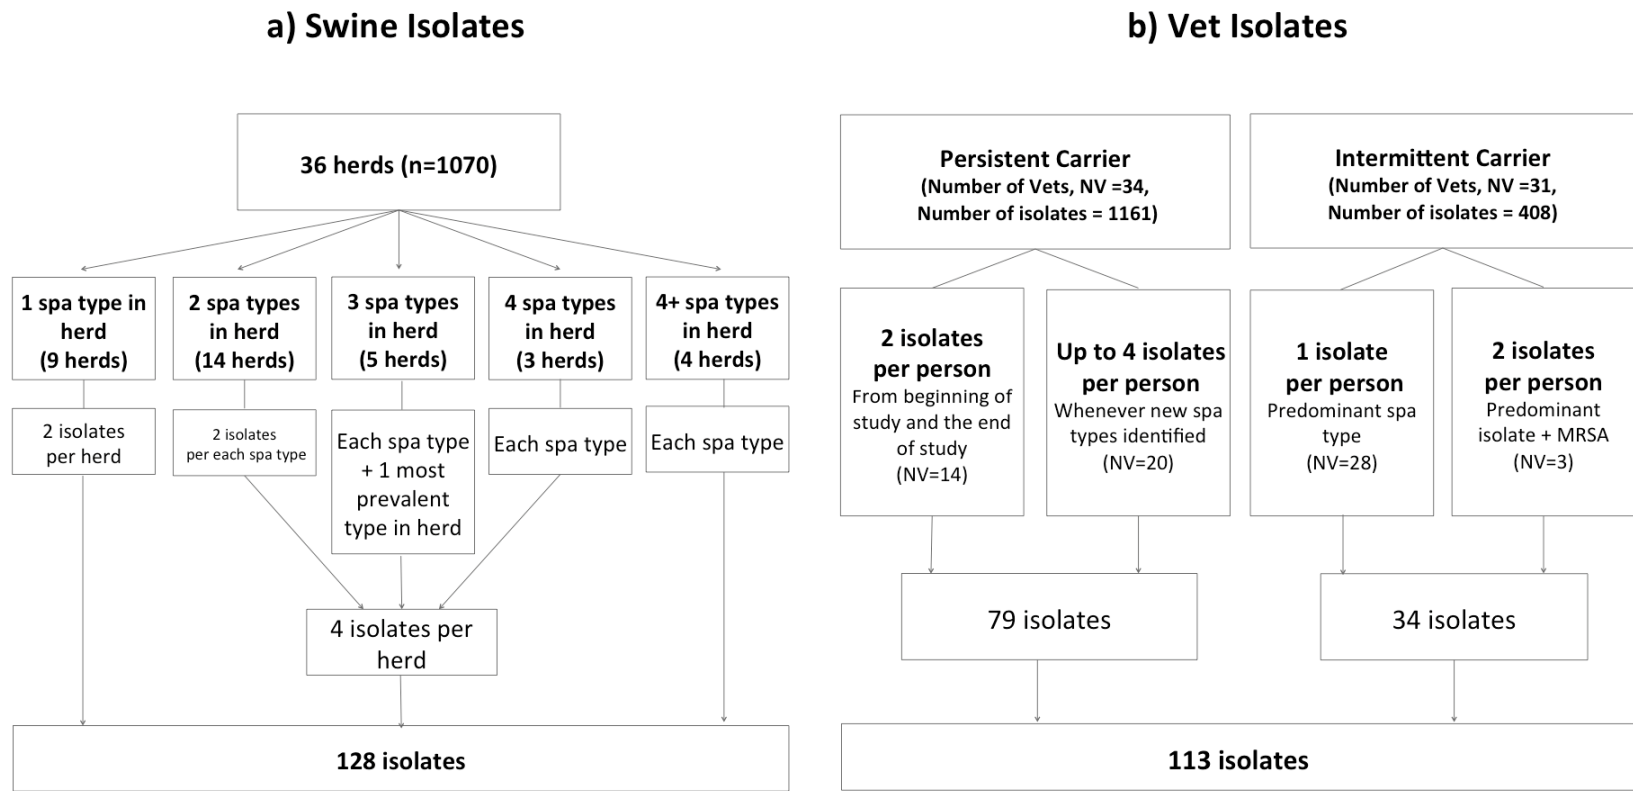 a) Swine Isolates
36 herds (n=1070)
1 spa type in
herd
(9 herds)
2 spa types
in herd
(14 herds)
3 spa types
in herd
(5 herds)
4 spa types
in herd
(3 herds)
4+ spa types
in herd
(4 herds)
2 isolates
per herd
2 isolates
per each spa type
Each spa type
+ 1 most
prevalent
type in herd
Each spa type
Each spa type
4 isolates per
herd
128 isolates
b) Vet Isolates
Persistent Carrier
(Number of Vets, NV =34,
Number of isolates = 1161)
Intermittent Carrier
(Number of Vets, NV =31,
Number of isolates = 408)
2 isolates
per person
From beginning of
study and the end
of study
(NV=14)
Up to 4 isolates
per person
Whenever new spa
types identified
(NV=20)
1 isolate
per person
Predominant spa
type
(NV=28)
2 isolates
per person
Predominant
isolate + MRSA
(NV=3)
79 isolates
34 isolates
113 isolates